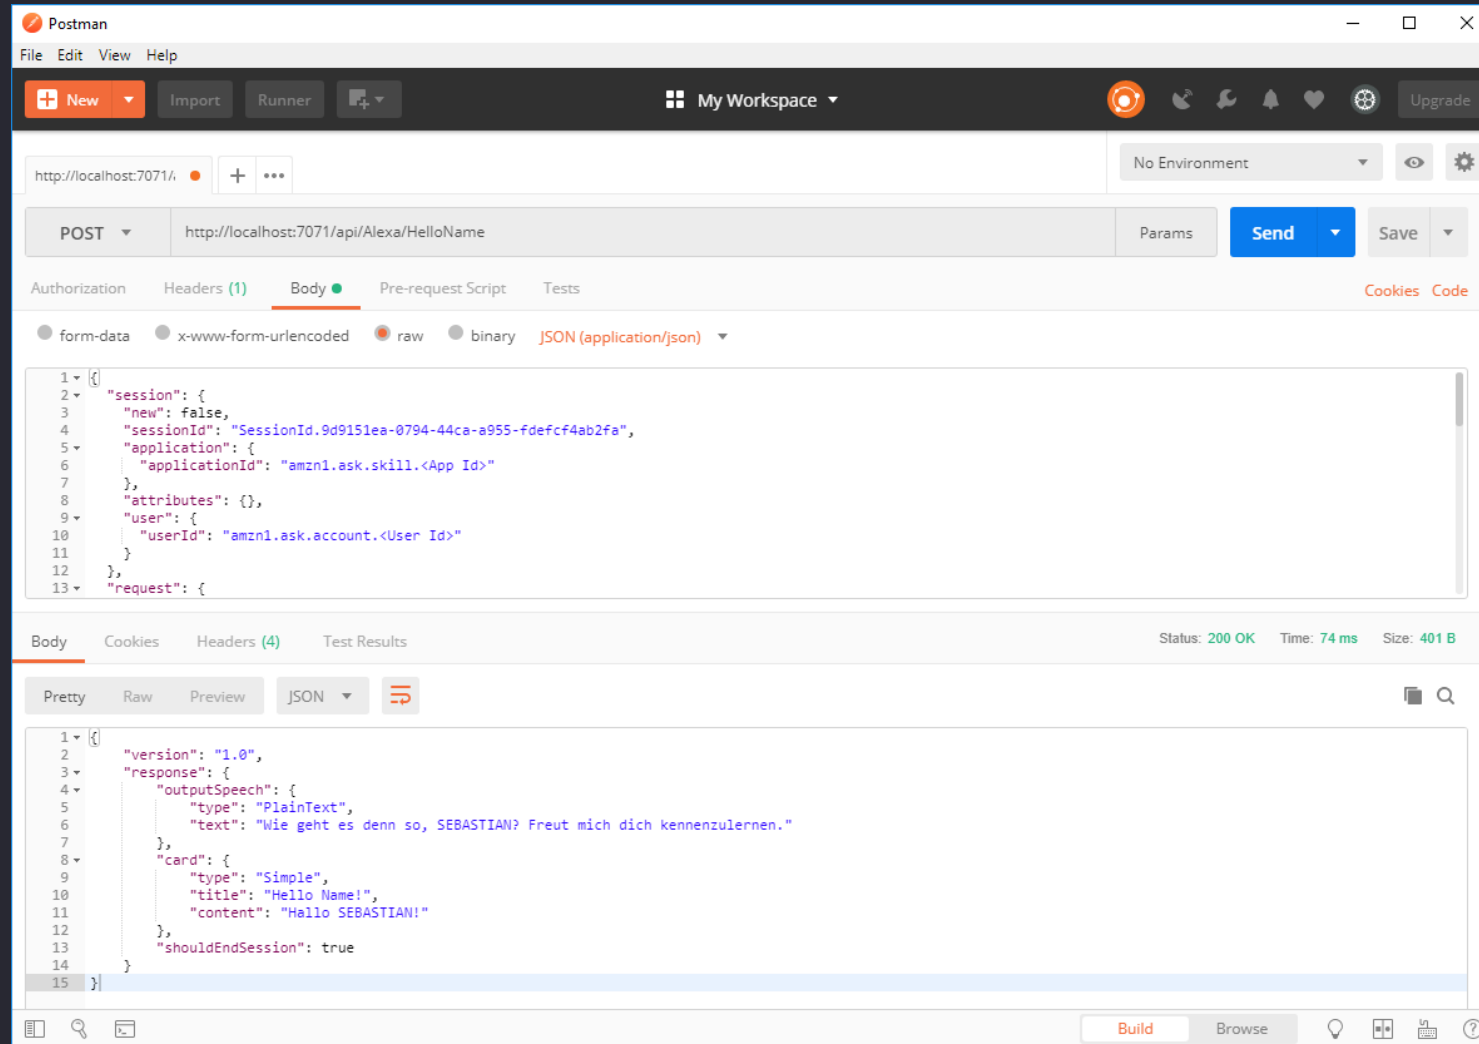 Postman
File Edit View Help
New Import Runner My Workspace Upgrade
http://localhost:7071/ No Environment
POST http://localhost:7071/api/Alexa/HelloName Params Send Save
Authorization Headers (1) Body Pre-request Script Tests Cookies Code
form-data x-www-form-urlencoded raw binary JSON (application/json)
1 {
2 "session": {
3 "new": false,
4 "sessionId": "SessionId.9d9151ea-0794-44ca-a955-fdefcf4ab2fa",
5 "application": {
6 "applicationId": "amzn1.ask.skill.<App Id>"
7 },
8 "attributes": {},
9 "user": {
10 "userId": "amzn1.ask.account.<User Id>"
11 }
12 },
13 "request": {
Body Cookies Headers (4) Test Results Status: 200 OK Time: 74 ms Size: 401 B
Pretty Raw Preview JSON
1 {
2 "version": "1.0",
3 "response": {
4 "outputSpeech": {
5 "type": "PlainText",
6 "text": "Wie geht es denn so, SEBASTIAN? Freut mich dich kennenzulernen."
7 },
8 "card": {
9 "type": "Simple",
10 "title": "Hello Name!",
11 "content": "Hallo SEBASTIAN!"
12 },
13 "shouldEndSession": true
14 }
15 }
Build Browse